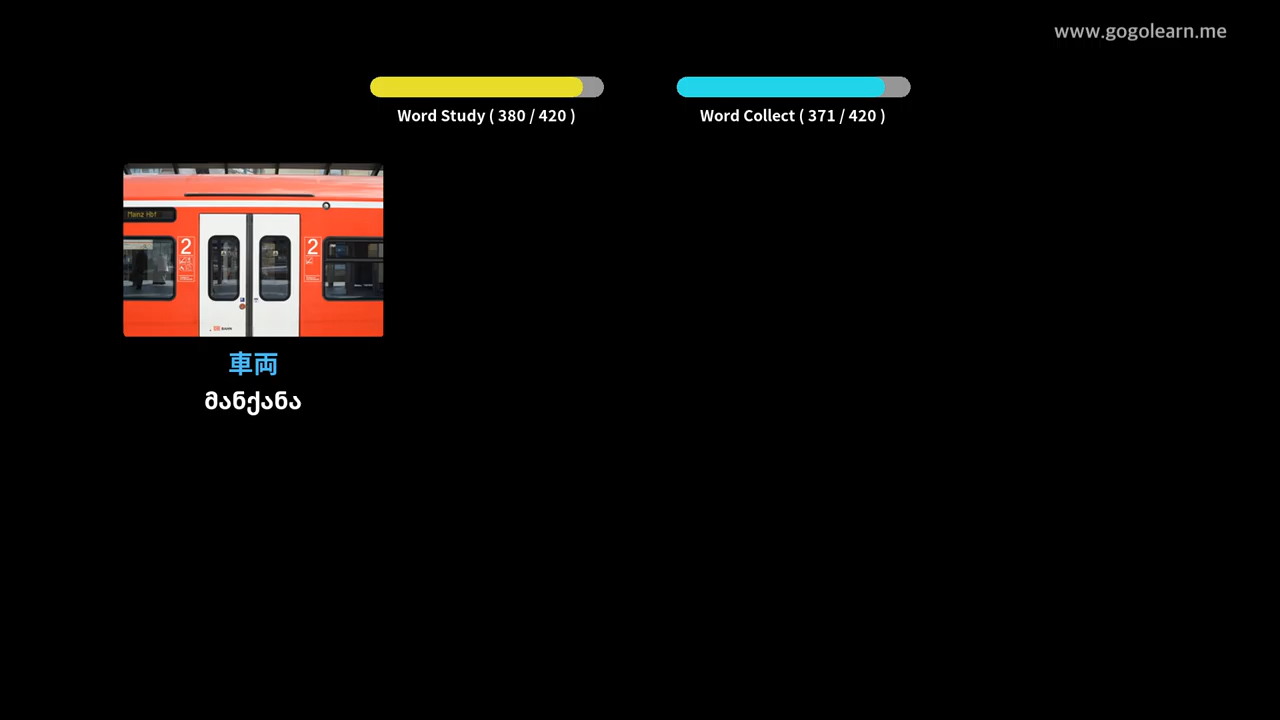 www.gogolearn.me
Word Study ( 380 / 420 )
Word Collect ( 371 / 420 )
Mainz Hbf
2
2
車両
მანქანა